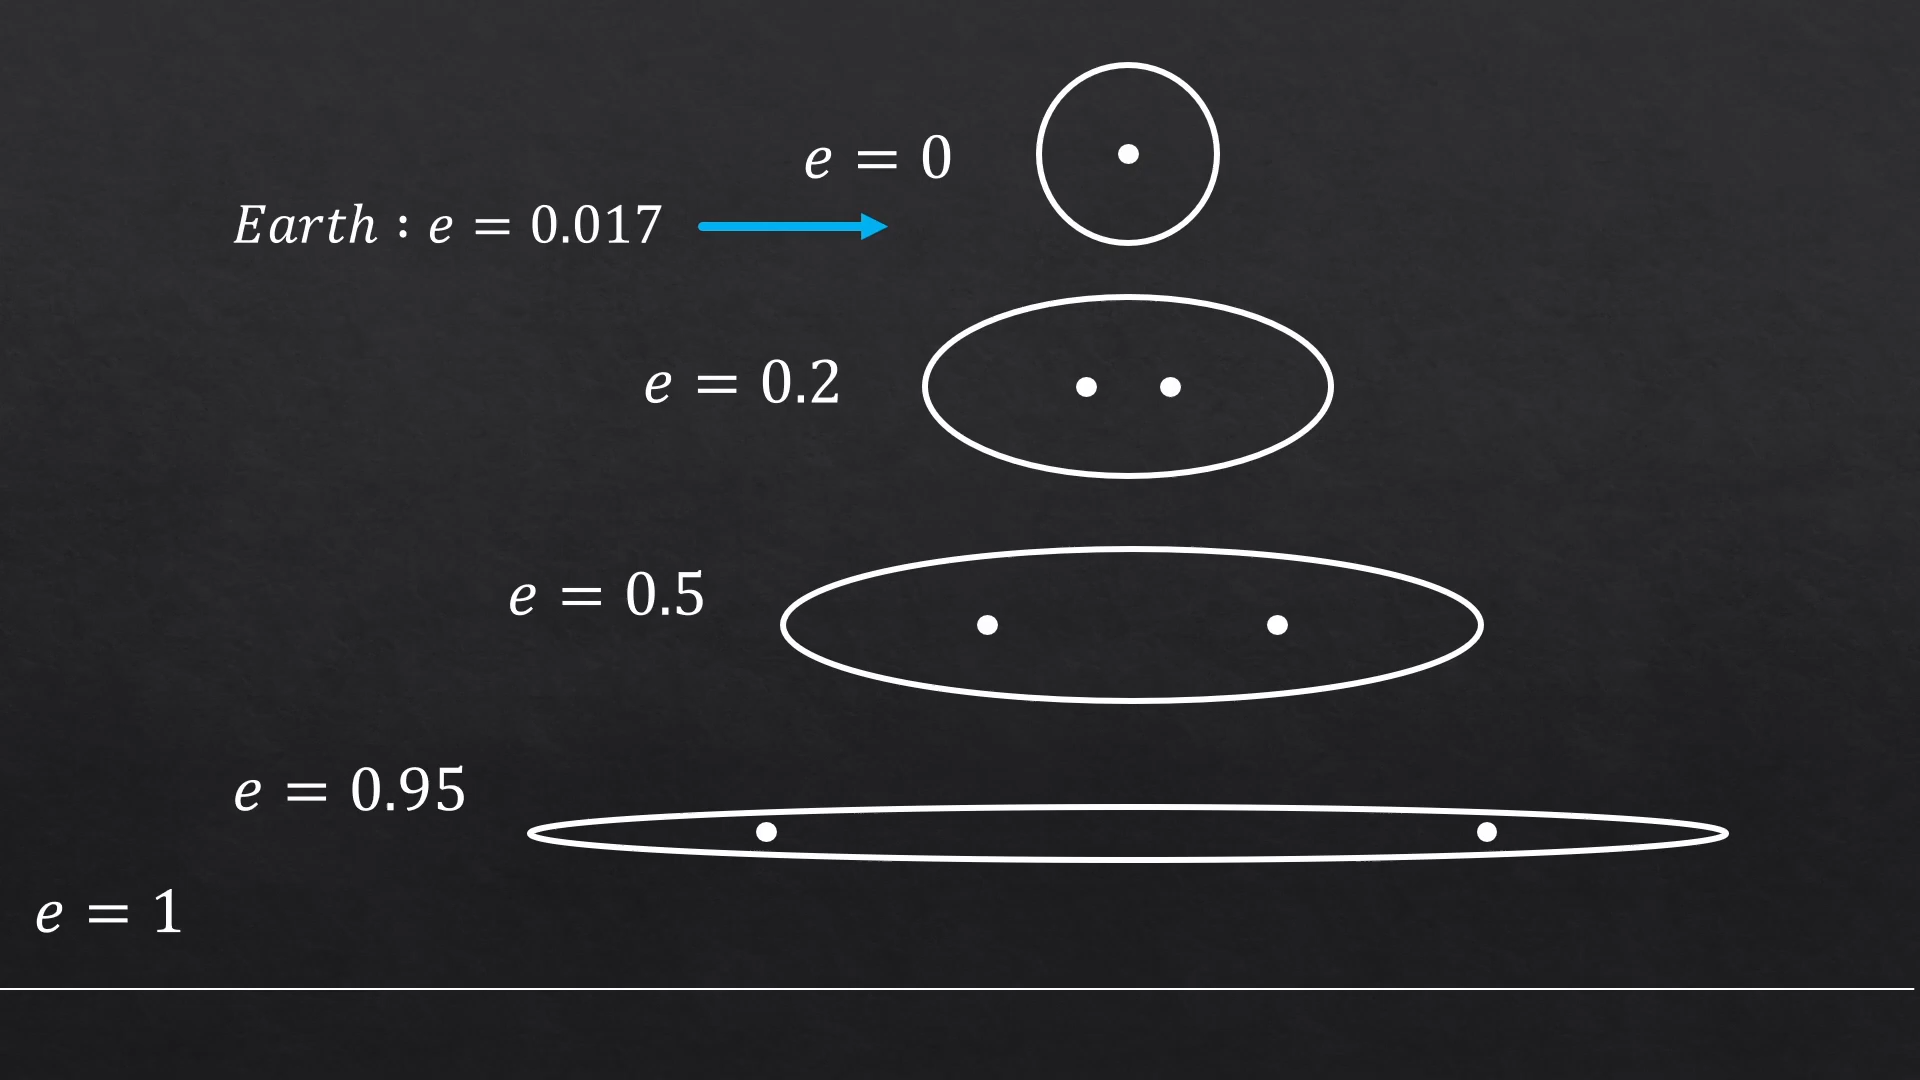 e = 0
Earth : e = 0.017
e = 0.2
e = 0.5
e = 0.95
e = 1